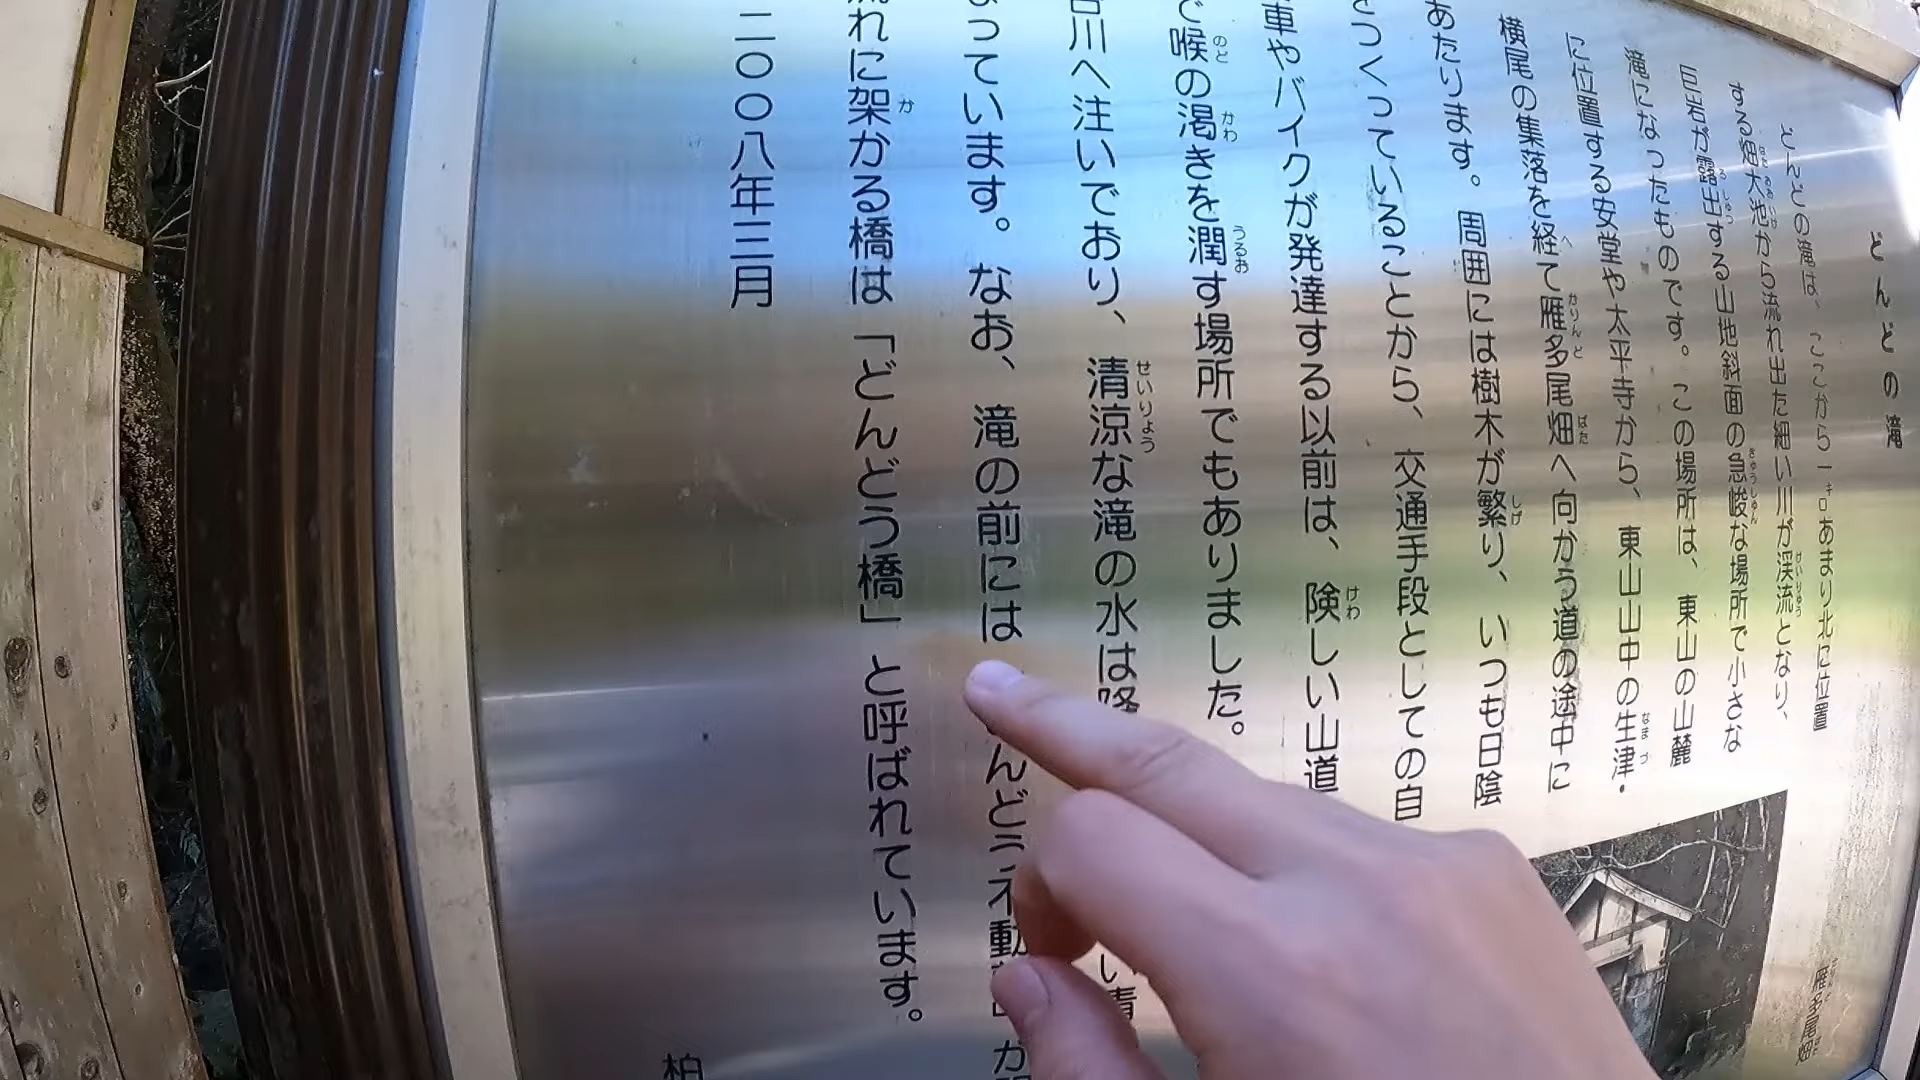 どんどの滝
どんどの滝は、ここから一キロあまり北に位置
する畑大池から流れ出た細い川が渓流となり、
巨岩が露出する山地斜面の急峻な場所で小さな
滝になったものです。この場所は、東山の山麓
に位置する安堂や太平寺から、東山山中の生津・
横尾の集落を経て雁多尾畑へ向かう道の途中に
あたります。周囲には樹木が繁り、いつも日陰
をつくっていることから、交通手段としての自
車やバイクが発達する以前は、険しい山道
で喉の渇きを潤す場所でもありました。
川へ注いでおり、清涼な滝の水は
なっています。なお、滝の前には んどう不動 が
流れに架かる橋は「どんどう橋」と呼ばれています。
二〇〇八年三月
柏
雁多尾畑